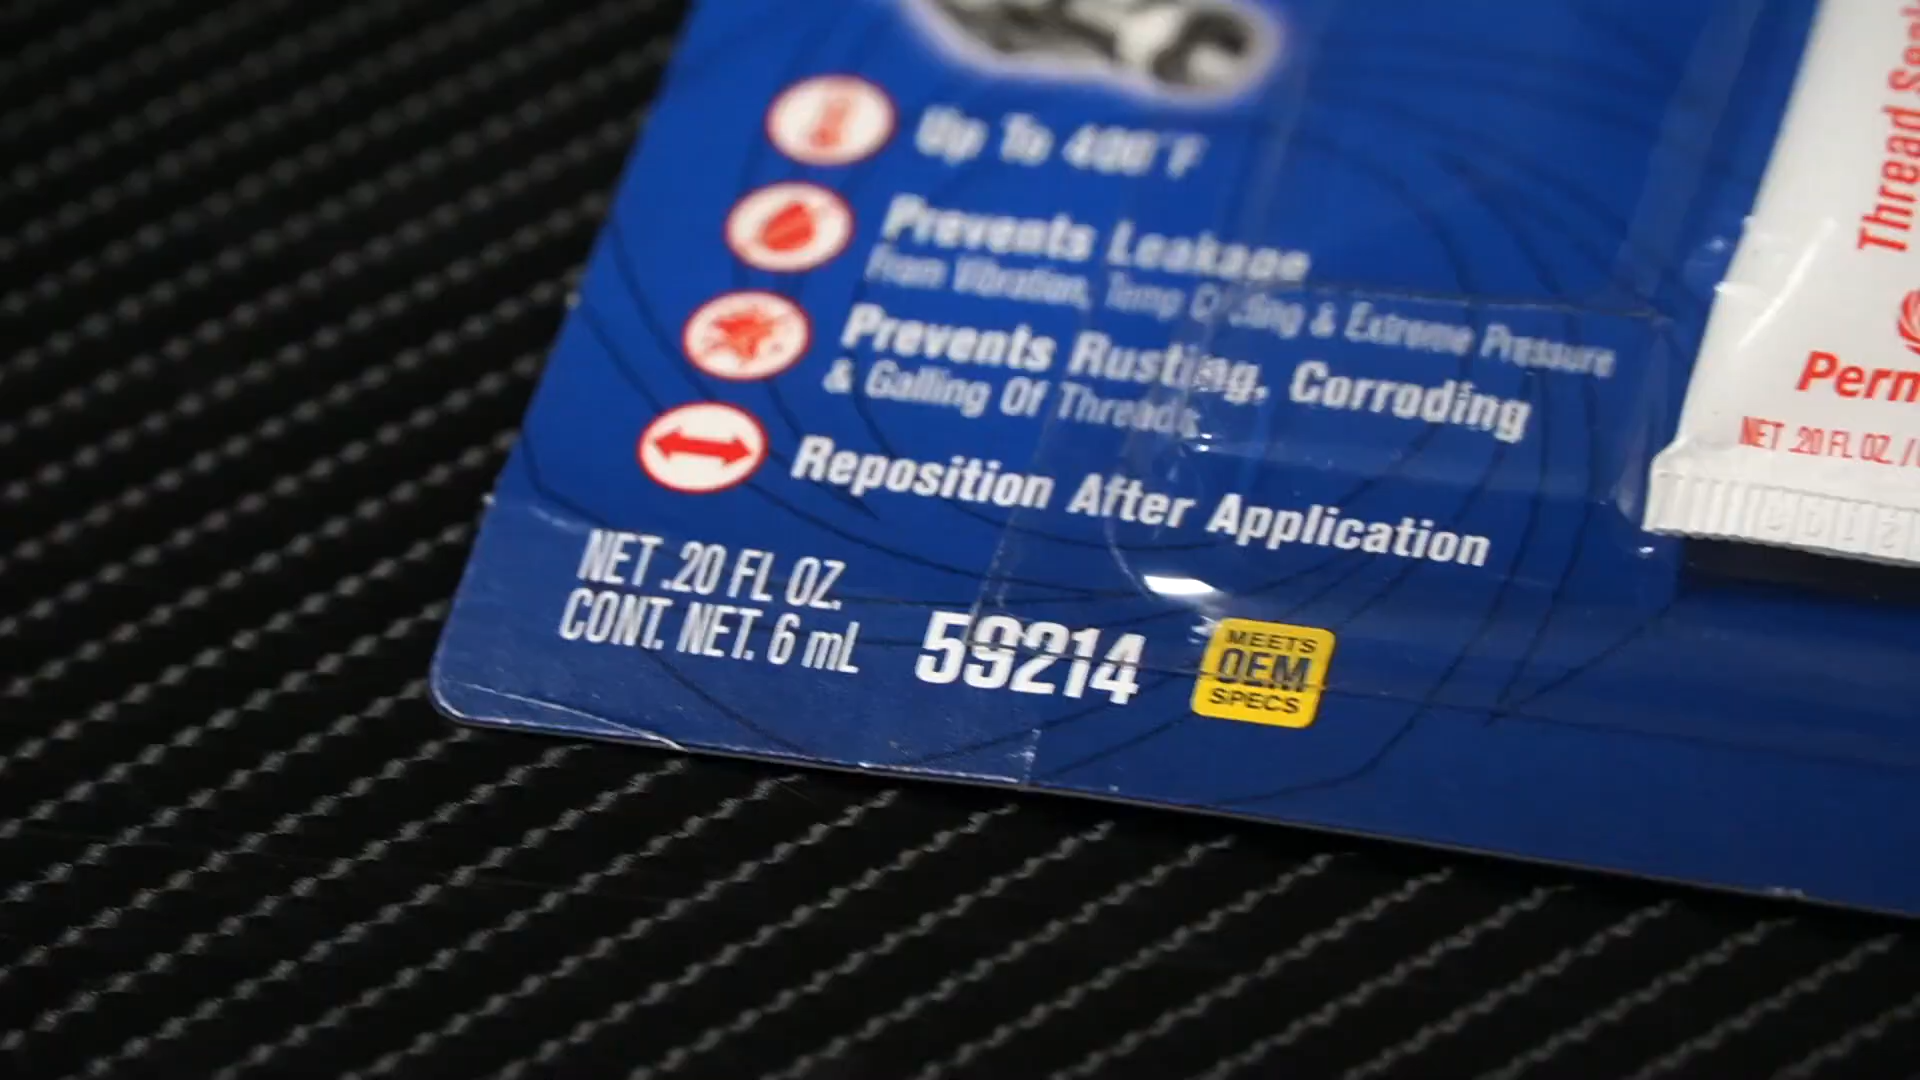 Up To 400°F
Prevents Leakage
From Vibration, Temp Cycling & Extreme Pressure
Prevents Rusting, Corroding
& Galling Of Threads
Reposition After Application
NET .20 FL OZ.
CONT. NET. 6 mL
59214
MEETS
OEM
SPECS
Thread
Perm
NET .20 FL OZ. /